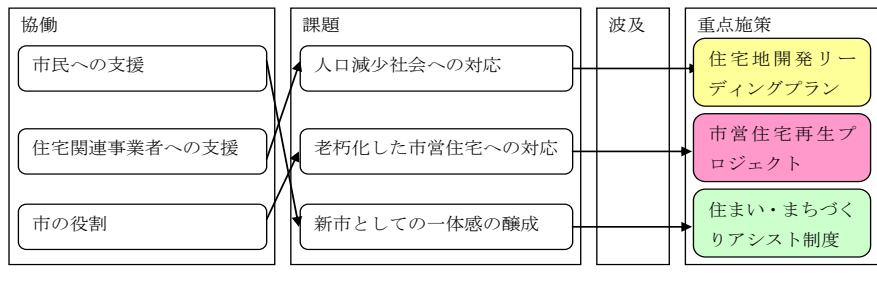 協働
市民への支援
住宅関連事業者への支援
市の役割
課題
人口減少社会への対応
老朽化した市営住宅への対応
新市としての一体感の醸成
波及
重点施策
住宅地開発リー
ディングプラン
市営住宅再生プ
ロジェクト
住まい・まちづく
りアシスト制度